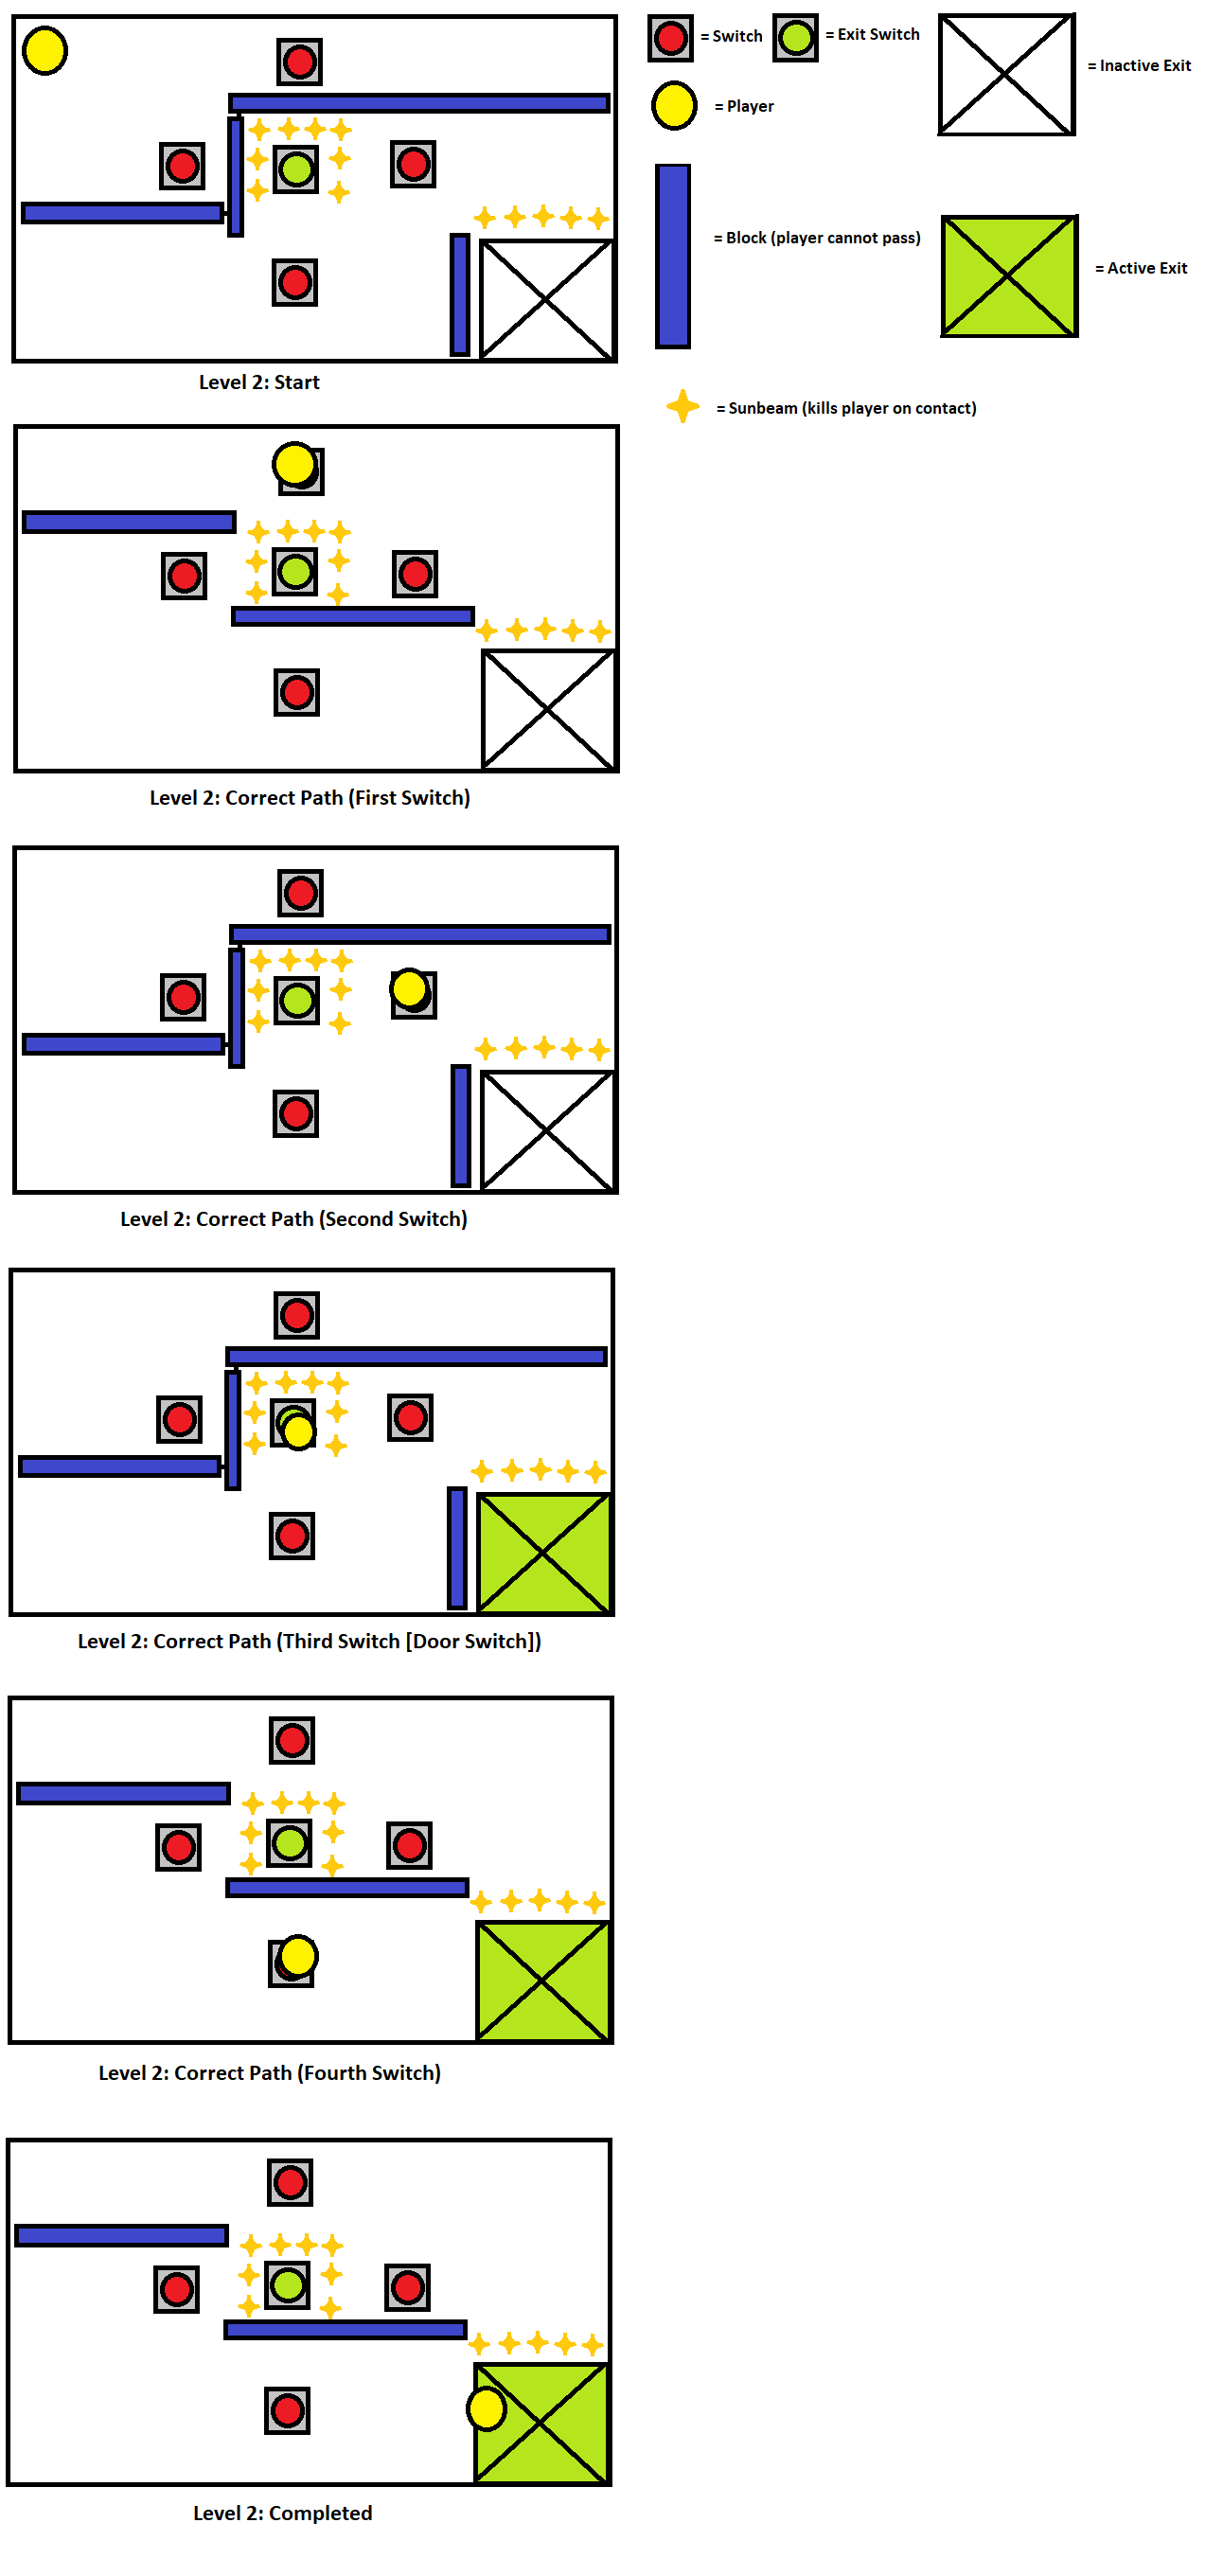 = Switch
= Exit Switch
= Inactive Exit
= Player
= Block (player cannot pass)
= Active Exit
= Sunbeam (kills player on contact)
Level 2: Start
Level 2: Correct Path (First Switch)
Level 2: Correct Path (Second Switch)
Level 2: Correct Path (Third Switch [Door Switch])
Level 2: Correct Path (Fourth Switch)
Level 2: Completed